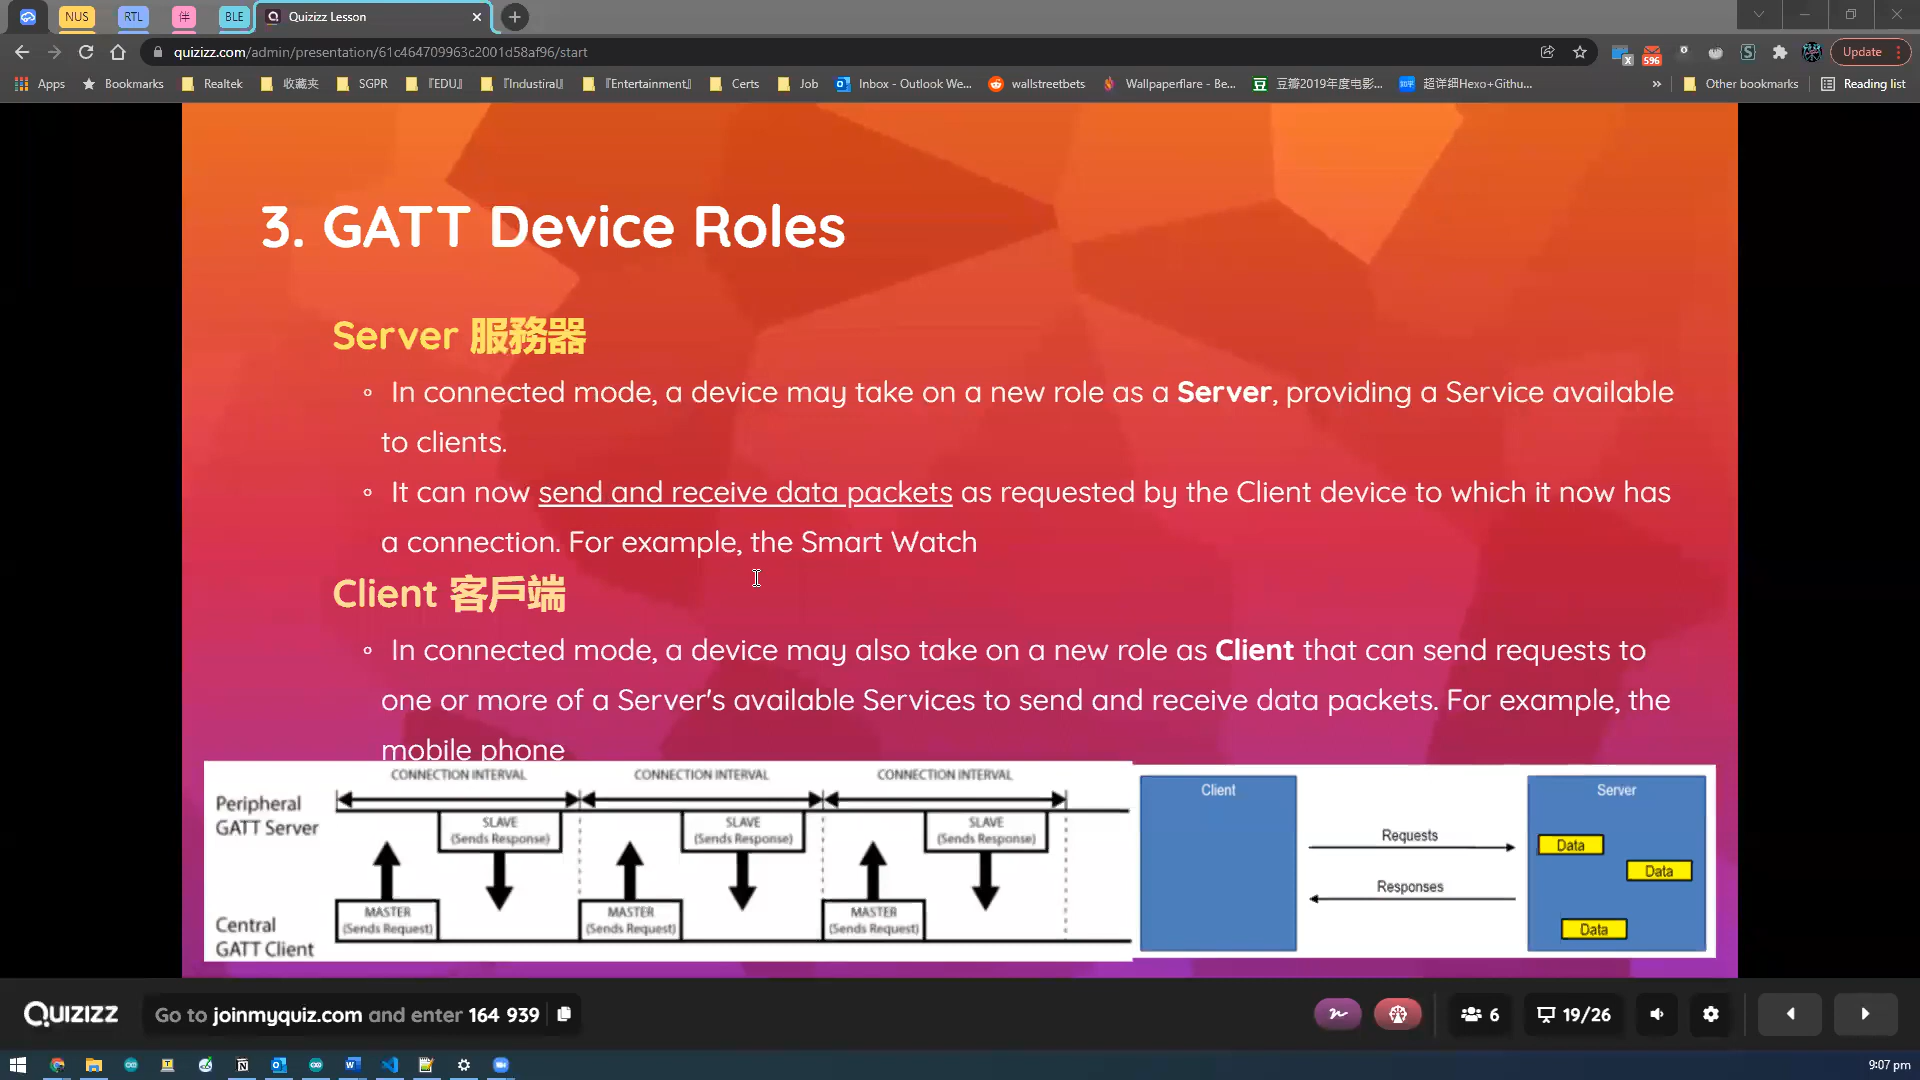 NUS
RTL
伴
BLE
Quizizz Lesson
quizizz.com/admin/presentation/61c464709963c2001d58af96/start
596
Update
Apps
Bookmarks
Realtek
收藏夹
SGPR
『EDU』
『Industiral』
『Entertainment』
Certs
Job
Inbox - Outlook We...
wallstreetbets
Wallpaperflare - Be...
豆瓣2019年度电影...
超详细Hexo+Githu...
»
Other bookmarks
Reading list
3. GATT Device Roles
Server 服務器
In connected mode, a device may take on a new role as a Server, providing a Service available
to clients.
It can now send and receive data packets as requested by the Client device to which it now has
a connection. For example, the Smart Watch
Client 客戶端
In connected mode, a device may also take on a new role as Client that can send requests to
one or more of a Server's available Services to send and receive data packets. For example, the
mobile phone
CONNECTION INTERVAL CONNECTION INTERVAL CONNECTION INTERVAL
Peripheral
GATT Server
SLAVE
(Sends Response)
SLAVE
(Sends Response)
SLAVE
(Sends Response)
MASTER
(Sends Request)
MASTER
(Sends Request)
MASTER
(Sends Request)
Central
GATT Client
Client
Requests
Responses
Server
Data
Data
Data
QUIZIZZ
Go to joinmyquiz.com and enter 164 939
6
19/26
9:07 pm